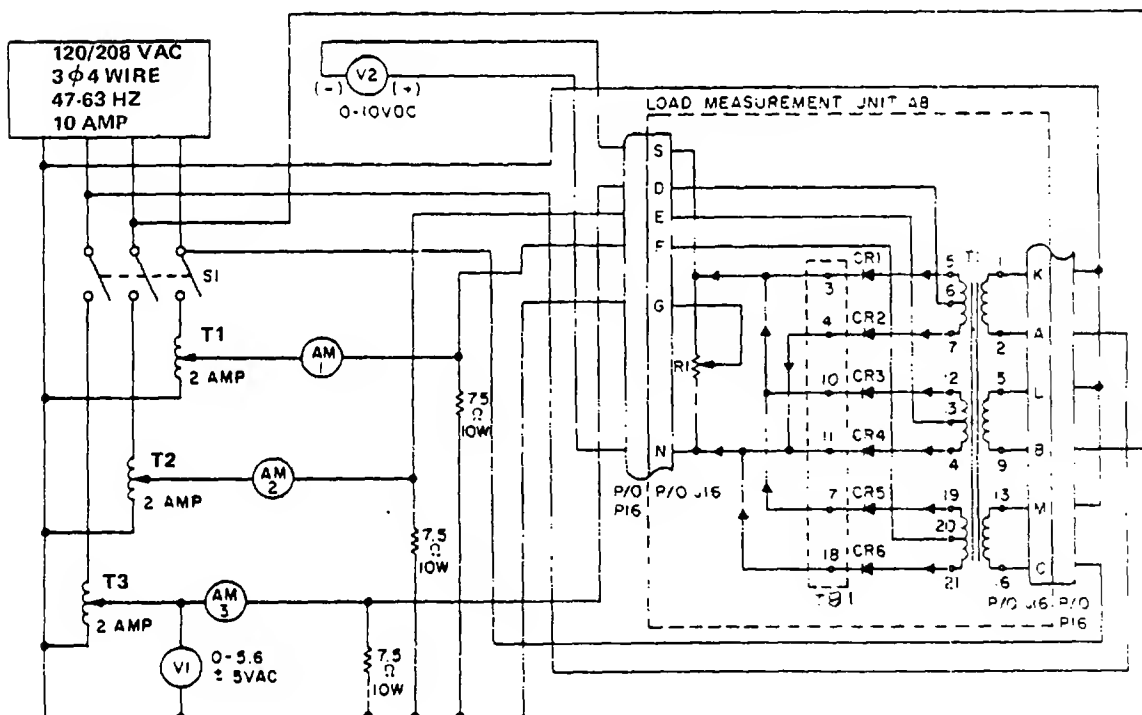 120/208 VAC
3 ϕ 4 WIRE
47-63 HZ
10 AMP
V2
(-) (+)
0-10VDC
LOAD MEASUREMENT UNIT A8
S
D
E
F
G
N
S1
T1
2 AMP
AM
1
7.5
Ω
10W
T2
2 AMP
AM
2
7.5
Ω
10W
T3
2 AMP
AM
3
7.5
Ω
10W
V1
0-5.6
± 5VAC
R1
P/O P/O J16
P16
3 CR1 5
6
4 CR2 7
10 CR3 2
3
11 CR4 4
7 CR5 19
20
18 CR6 21
TB1
1 K
2 A
5 L
9 B
13 M
C
P/O J16 P/O
P16